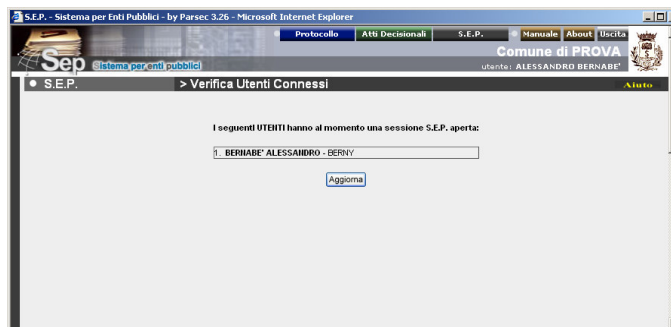 S.E.P. - Sistema per Enti Pubblici - by Parsec 3.26 - Microsoft Internet Explorer
Protocollo Atti Decisionali S.E.P. Manuale About Uscita
Comune di PROVA
Sep Sistema per enti pubblici
utente: ALESSANDRO BERNABE'
S.E.P. > Verifica Utenti Connessi Aiuto
I seguenti UTENTI hanno al momento una sessione S.E.P. aperta:
1. BERNABE' ALESSANDRO - BERNY
Aggiorna